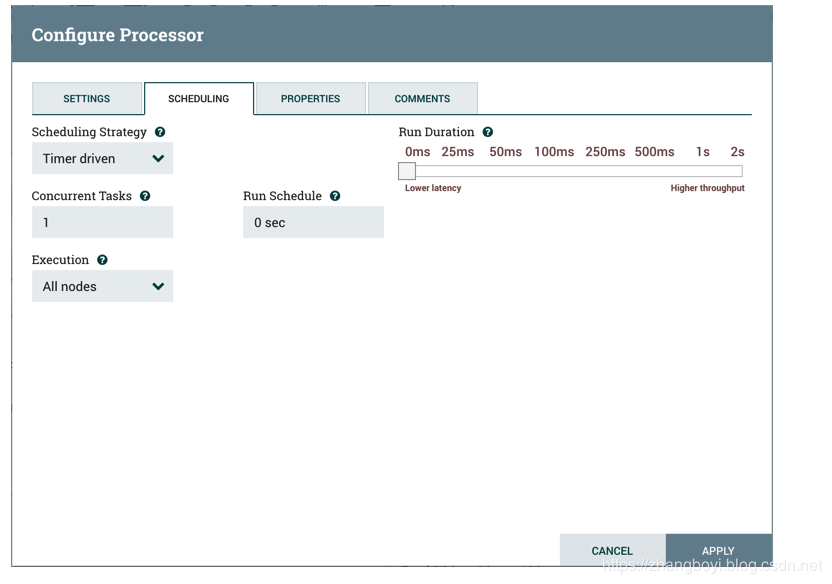 Configure Processor
SETTINGS SCHEDULING PROPERTIES COMMENTS
Scheduling Strategy
Timer driven
Concurrent Tasks
1
Run Schedule
0 sec
Execution
All nodes
Run Duration
0ms 25ms 50ms 100ms 250ms 500ms 1s 2s
Lower latency Higher throughput
CANCEL APPLY
https://zhangboyi.blog.csdn.net